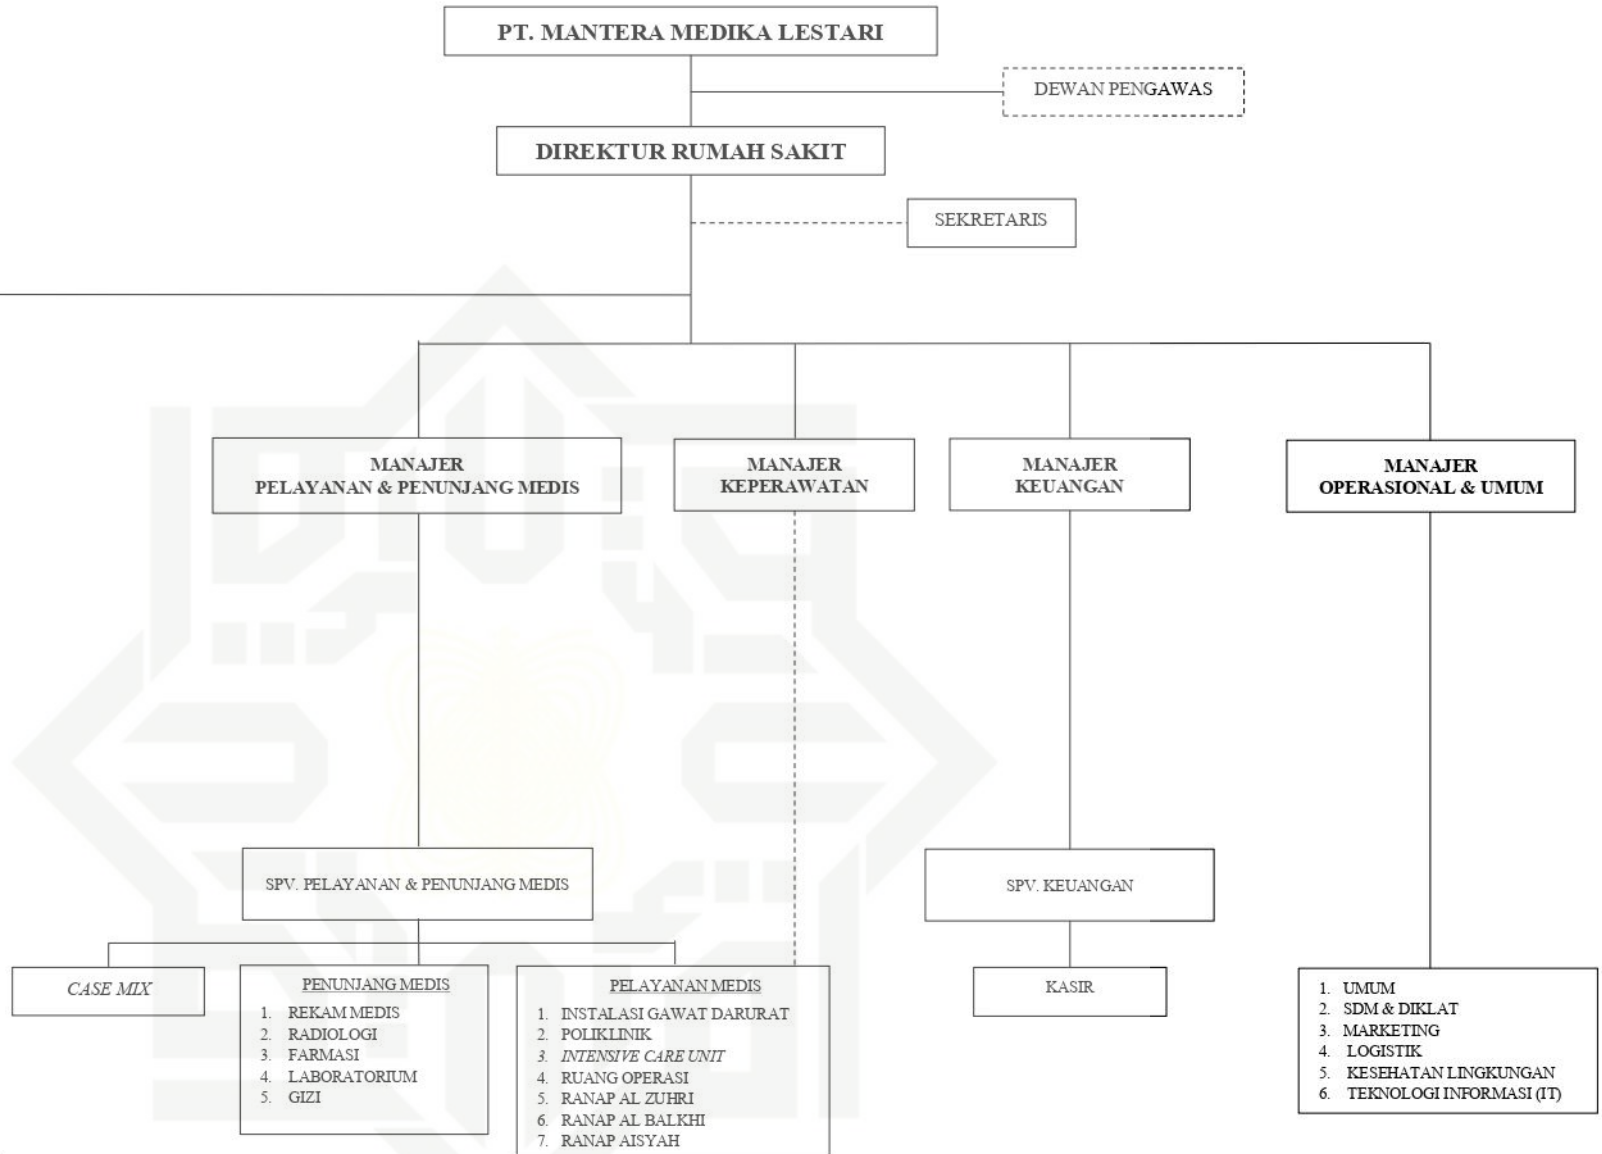 PT. MANTERA MEDIKA LESTARI
DEWAN PENGAWAS
DIREKTUR RUMAH SAKIT
SEKRETARIS
MANAJER
PELAYANAN & PENUNJANG MEDIS
MANAJER
KEPERAWATAN
MANAJER
KEUANGAN
MANAJER
OPERASIONAL & UMUM
SPV. PELAYANAN & PENUNJANG MEDIS
SPV. KEUANGAN
CASE MIX
PENUNJANG MEDIS
1. REKAM MEDIS
2. RADIOLOGI
3. FARMASI
4. LABORATORIUM
5. GIZI
PELAYANAN MEDIS
1. INSTALASI GAWAT DARURAT
2. POLIKLINIK
3. INTENSIVE CARE UNIT
4. RUANG OPERASI
5. RANAP AL ZUHRI
6. RANAP AL BALKHI
7. RANAP AISYAH
KASIR
1. UMUM
2. SDM & DIKLAT
3. MARKETING
4. LOGISTIK
5. KESEHATAN LINGKUNGAN
6. TEKNOLOGI INFORMASI (IT)